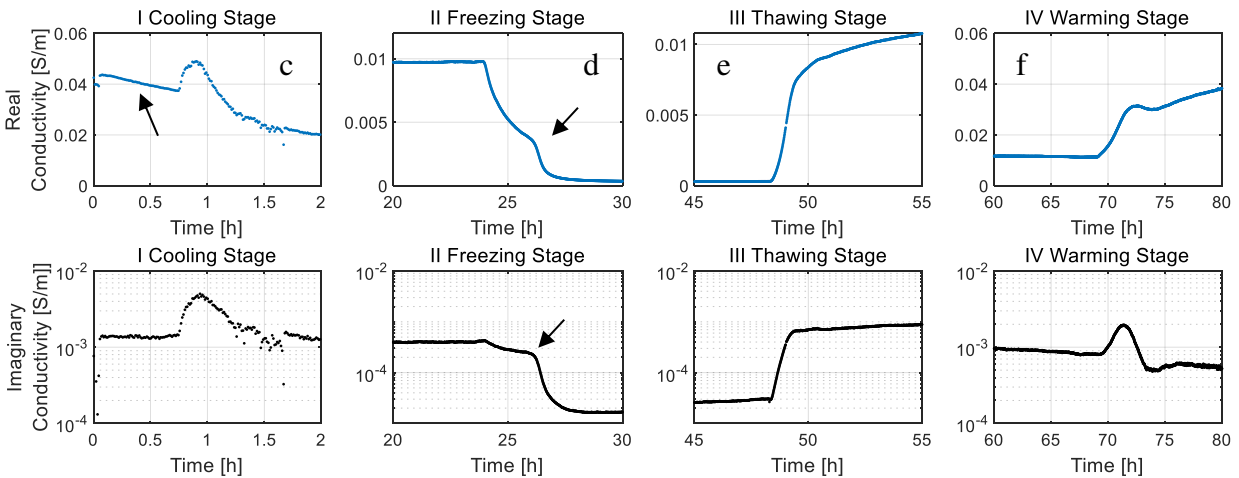 I Cooling Stage
II Freezing Stage
III Thawing Stage
IV Warming Stage
Real
Conductivity [S/m]
0.06
0.04
0.02
0
c
0 0.5 1 1.5 2
Time [h]
0.01
0.005
0
d
20 25 30
Time [h]
0.01
0.005
0
e
45 50 55
Time [h]
0.06
0.04
0.02
0
f
60 65 70 75 80
Time [h]
I Cooling Stage
II Freezing Stage
III Thawing Stage
IV Warming Stage
Imaginary
Conductivity [S/m]]
10-2
10-3
10-4
0 0.5 1 1.5 2
Time [h]
10-2
10-4
20 25 30
Time [h]
10-2
10-4
45 50 55
Time [h]
10-2
10-3
10-4
60 65 70 75 80
Time [h]